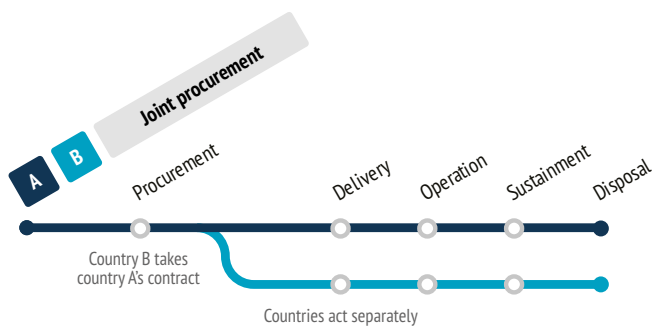 A
B
Joint procurement
Procurement
Delivery
Operation
Sustainment
Disposal
Country B takes
country A's contract
Countries act separately